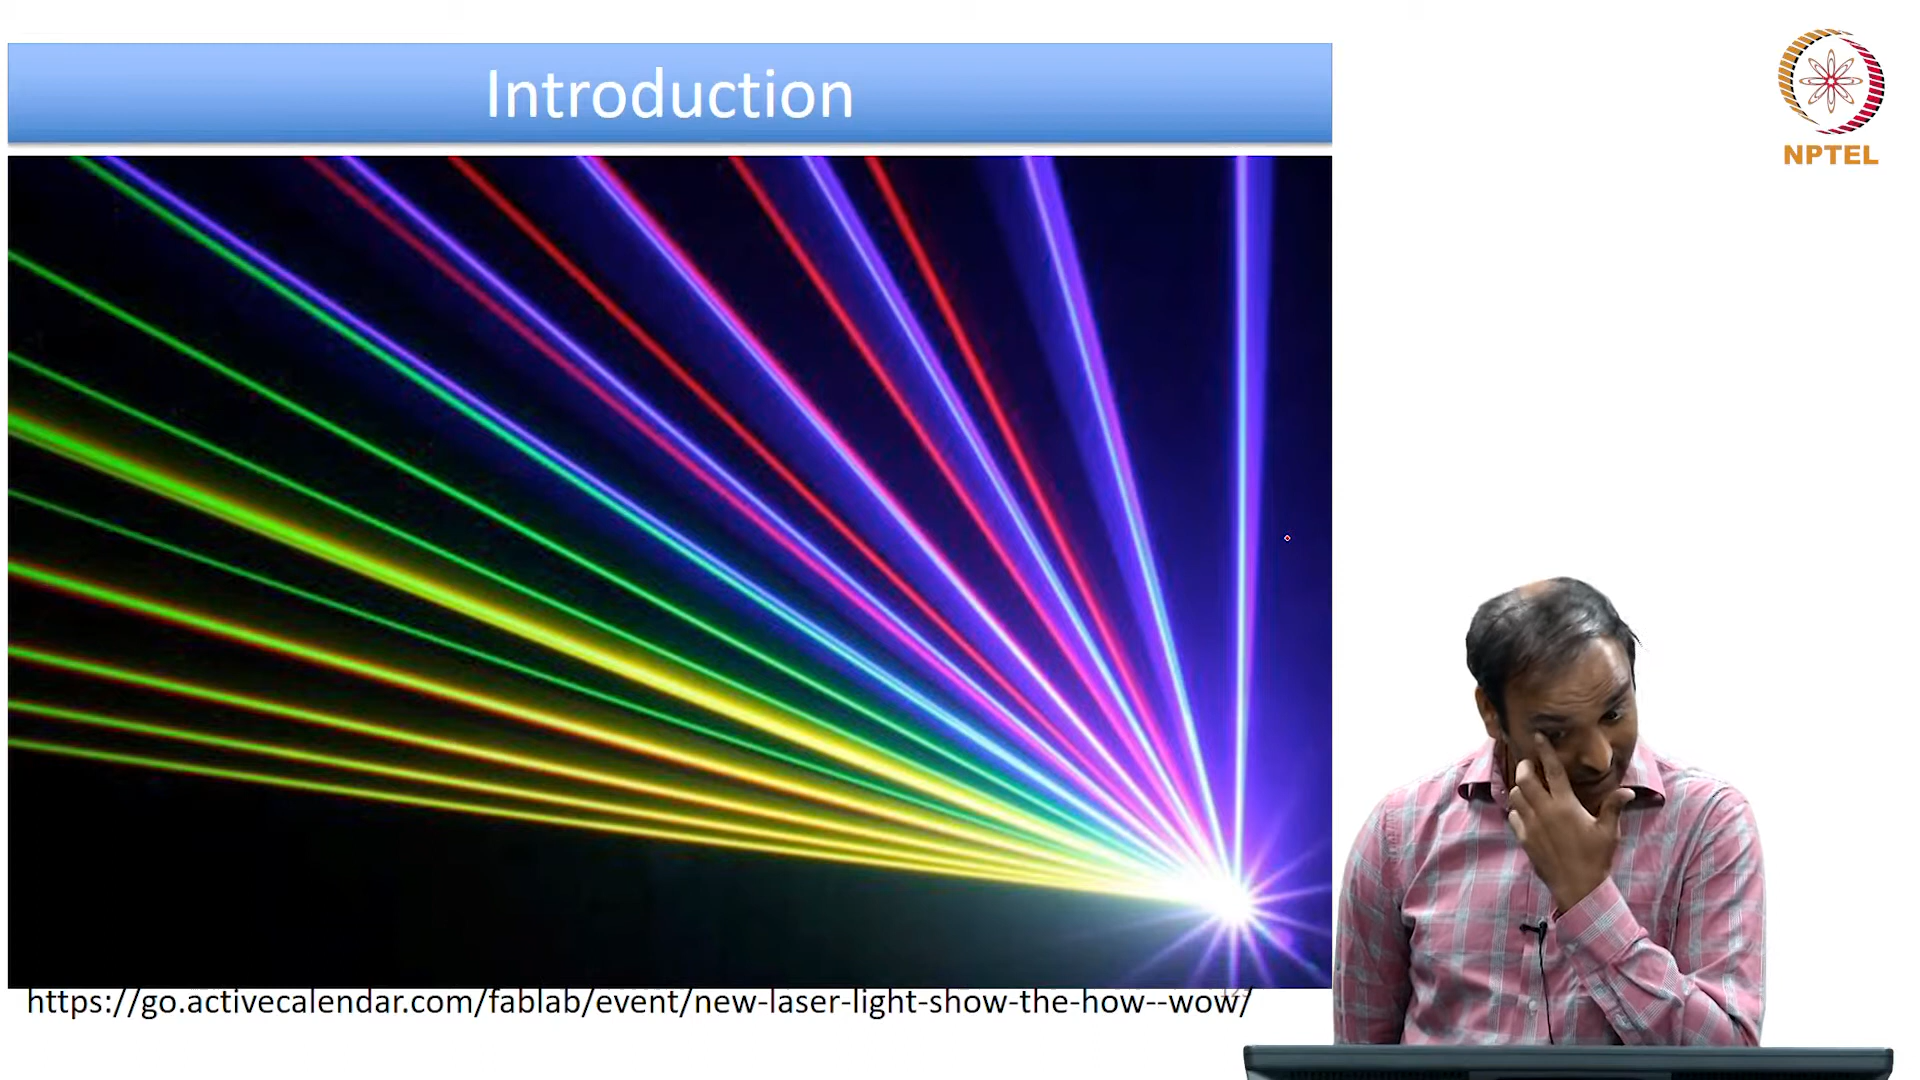 Introduction
NPTEL
https://go.activecalendar.com/fablab/event/new-laser-light-show-the-how--wow/